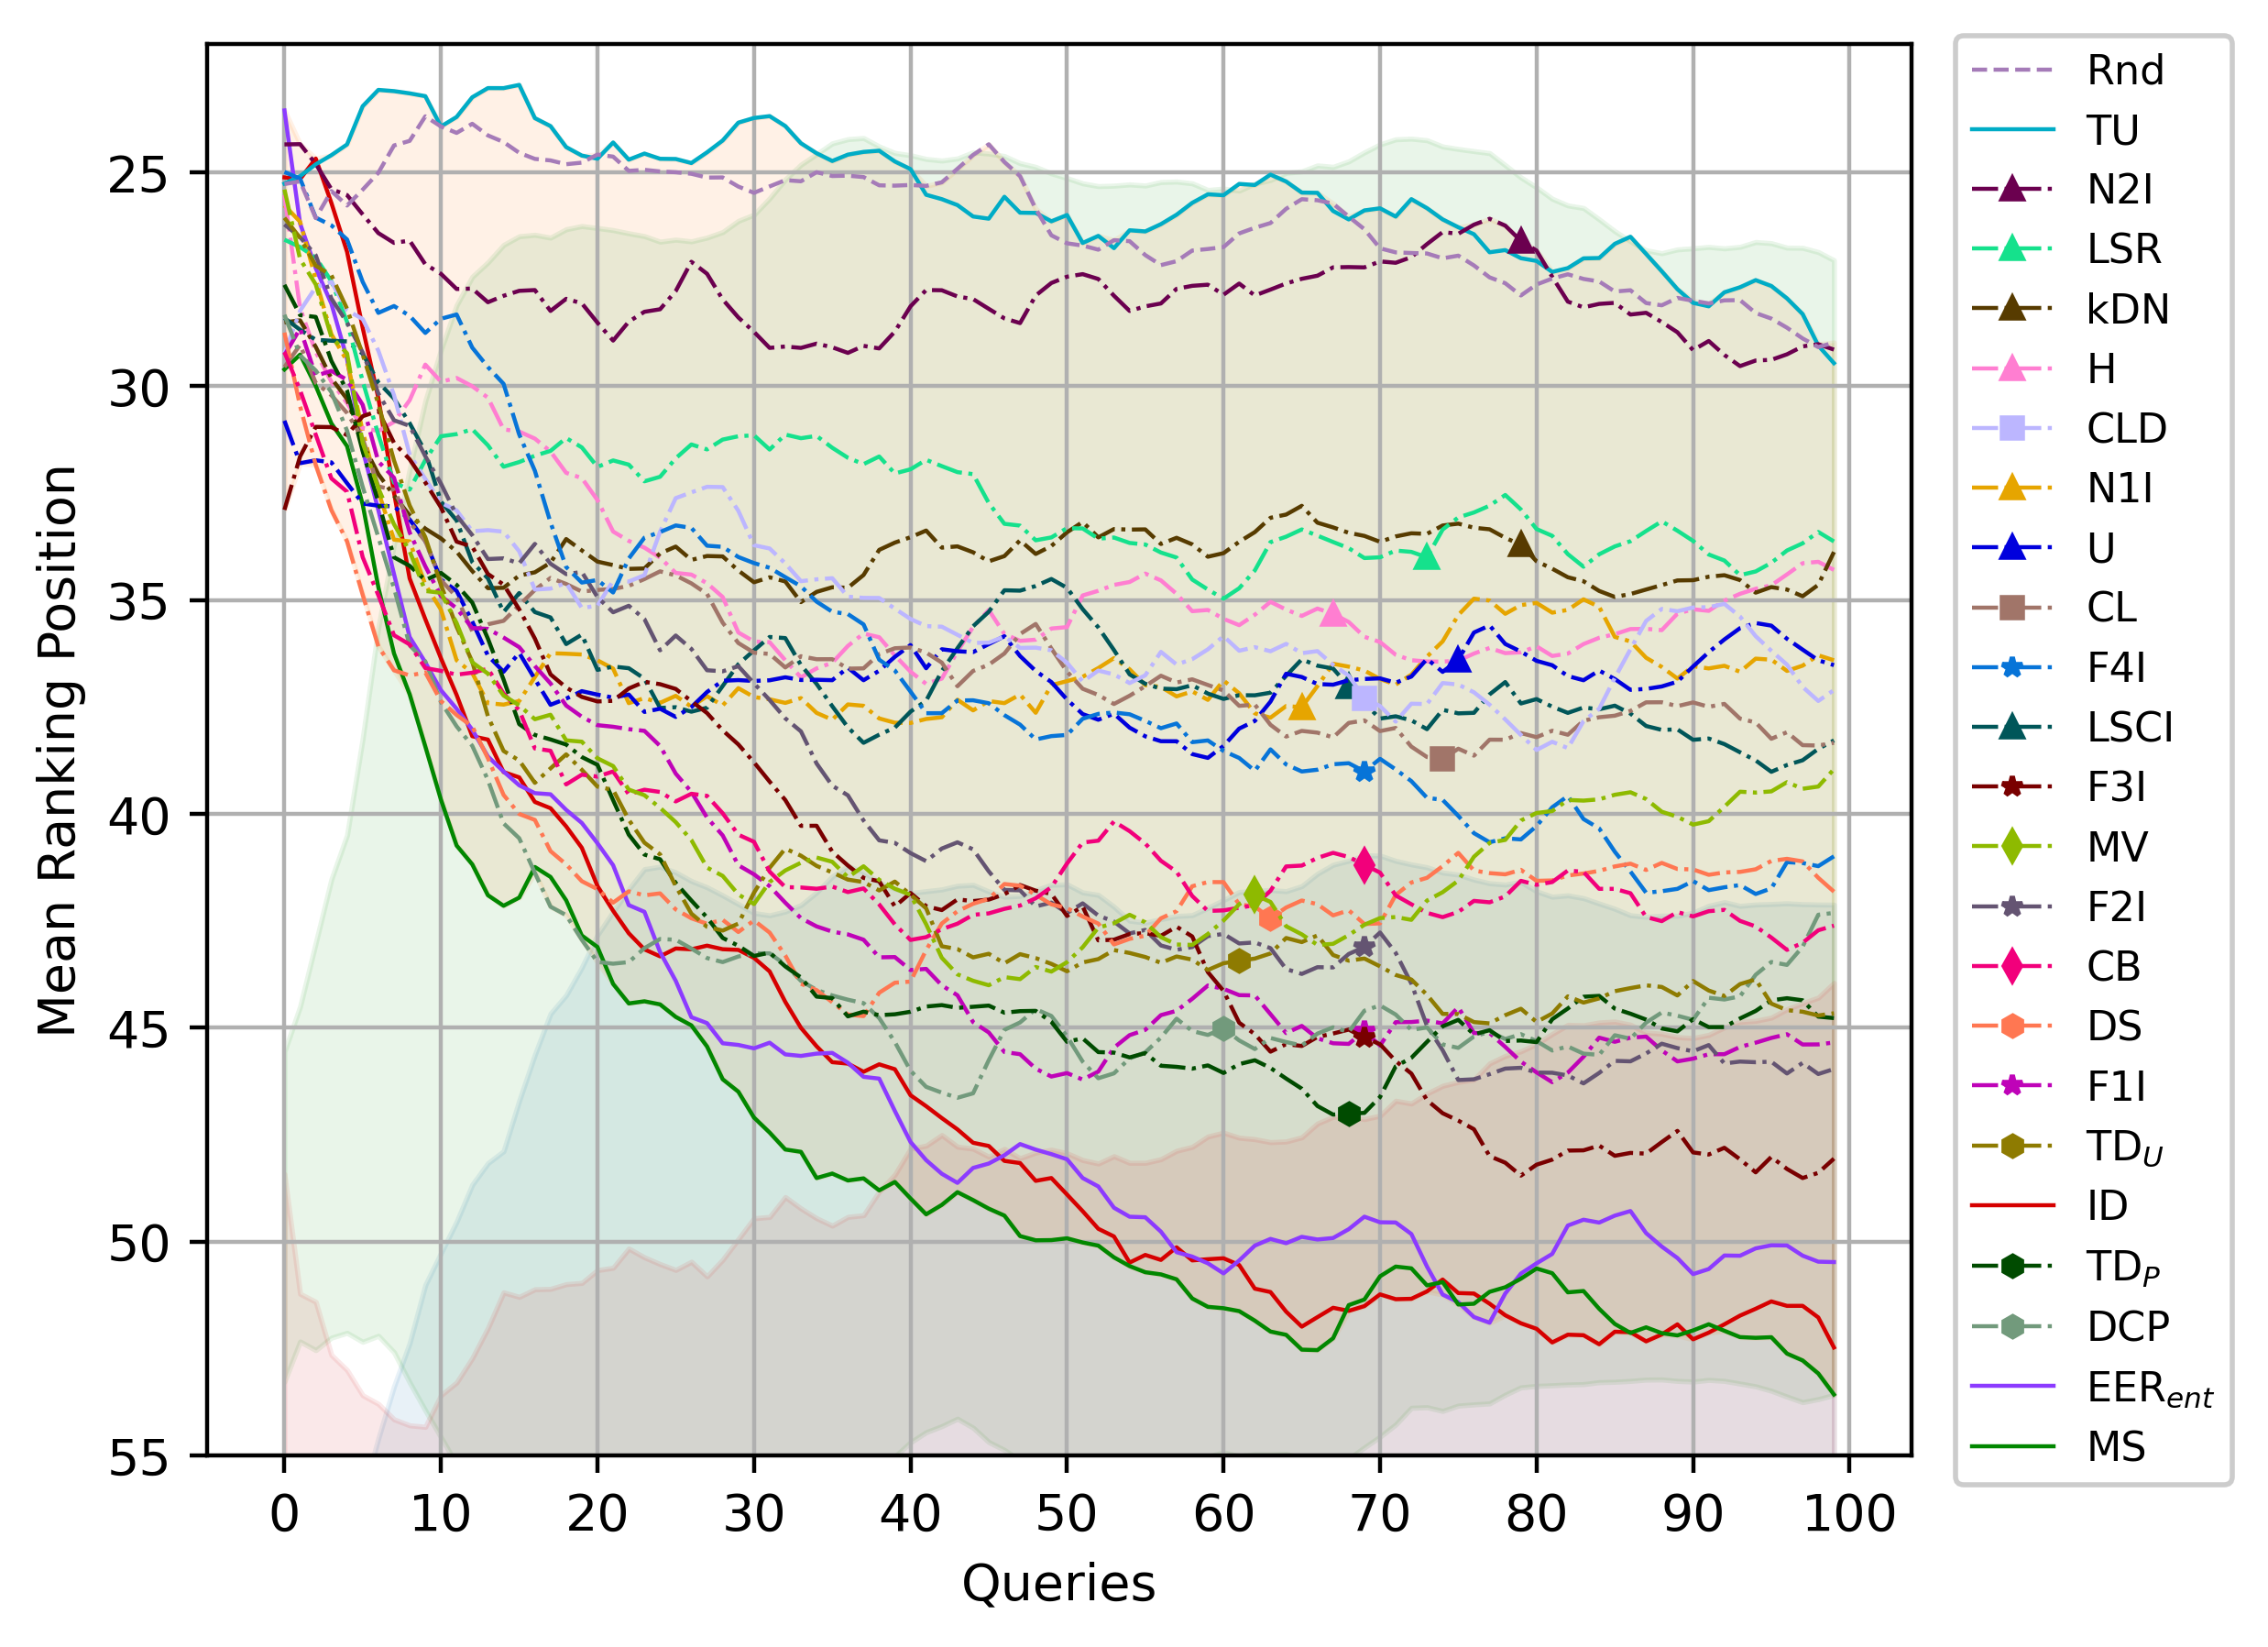 Mean Ranking Position
25
30
35
40
45
50
55
0 10 20 30 40 50 60 70 80 90 100
Queries
Rnd
TU
N2I
LSR
kDN
H
CLD
N1I
U
CL
F4I
LSCI
F3I
MV
F2I
CB
DS
F1I
TD_U
ID
TD_P
DCP
EER_ent
MS